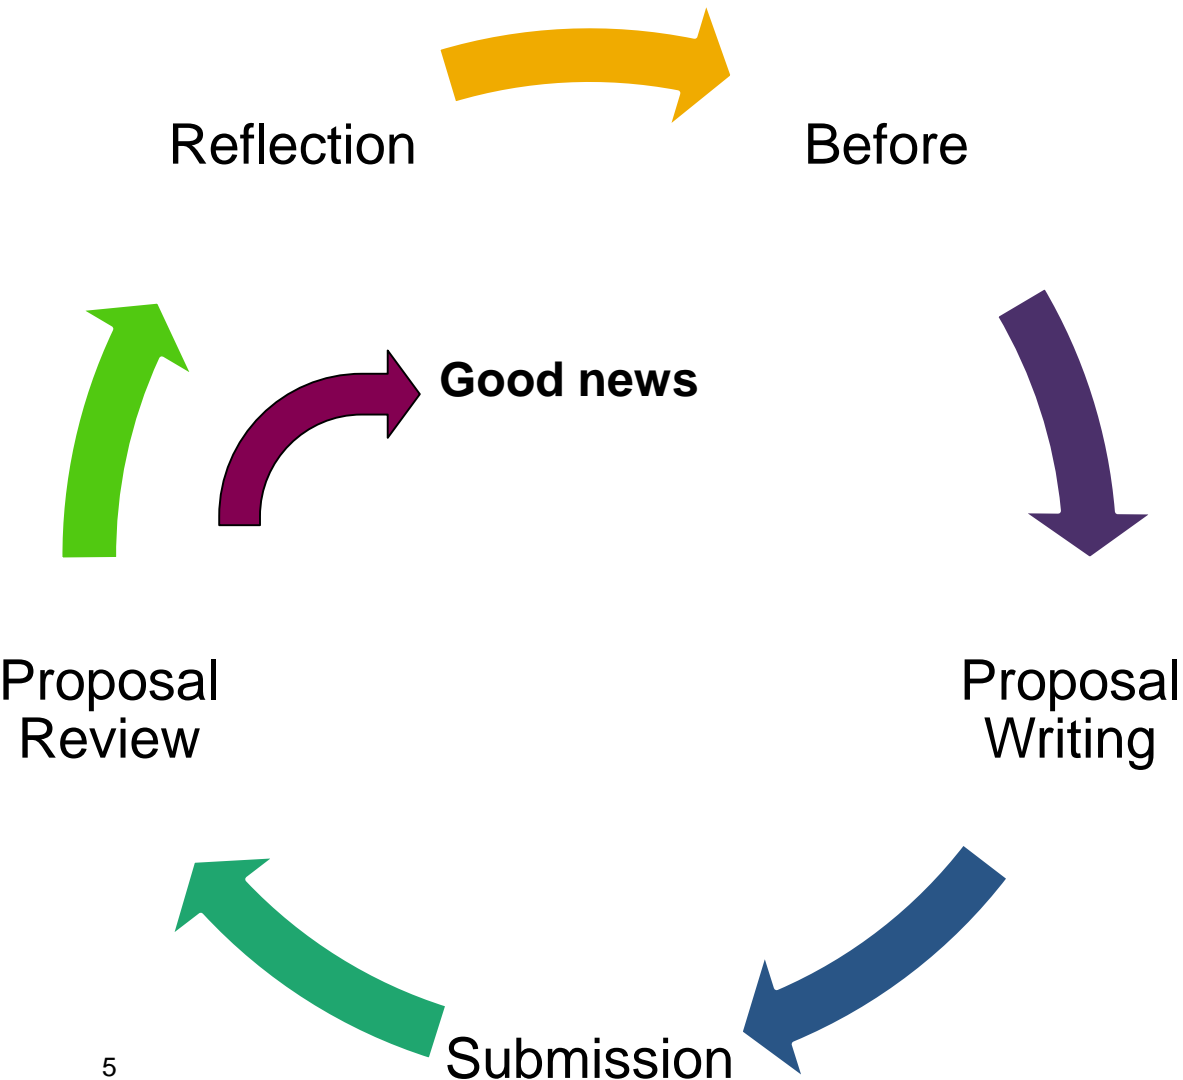 Reflection
Before
Good news
Proposal
Review
Proposal
Writing
Submission
5